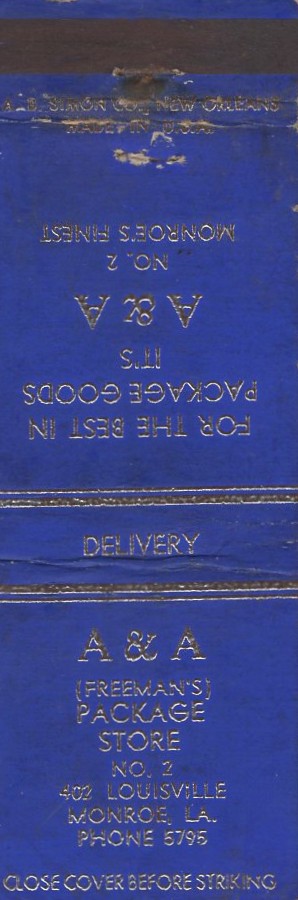 A. B. SIMON CO., NEW ORLEANS
MADE IN U.S.A.
FOR THE BEST IN
PACKAGE GOODS
IT'S
A & A
NO. 2
MONROE'S FINEST
DELIVERY
A & A
(FREEMAN'S)
PACKAGE
STORE
NO. 2
402 LOUISVILLE
MONROE, LA.
PHONE 5795
CLOSE COVER BEFORE STRIKING